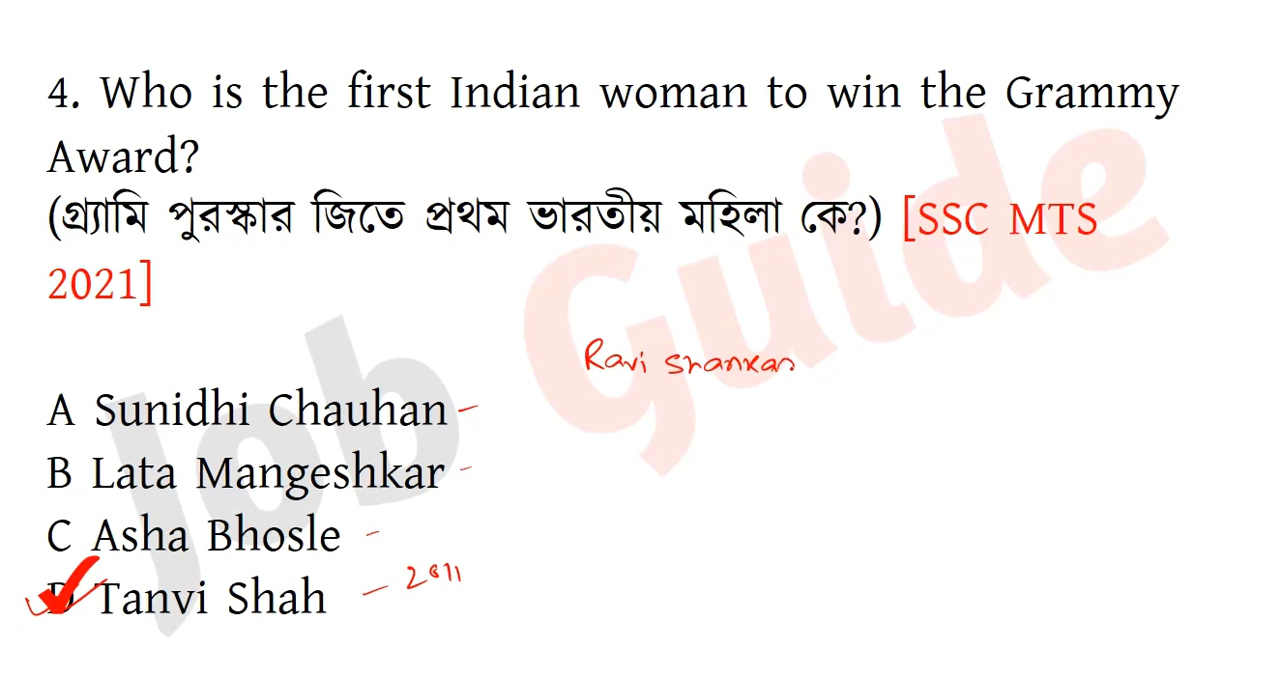 4. Who is the first Indian woman to win the Grammy
Award?
(গ্র্যামি পুরস্কার জিতে প্রথম ভারতীয় মহিলা কে?) [SSC MTS
2021]
Ravi Shankar
A Sunidhi Chauhan -
B Lata Mangeshkar -
C Asha Bhosle -
D Tanvi Shah - 2011
Job Guide